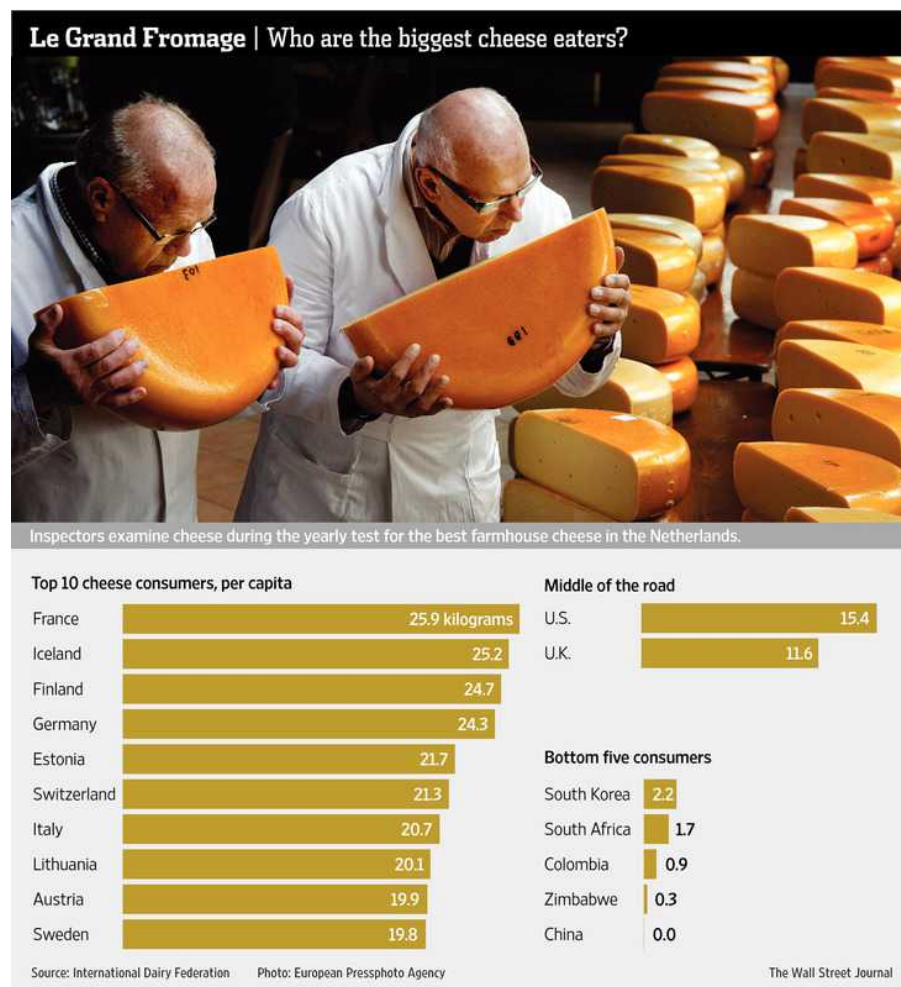 Le Grand Fromage | Who are the biggest cheese eaters?
Inspectors examine cheese during the yearly test for the best farmhouse cheese in the Netherlands.
Top 10 cheese consumers, per capita
France 25.9 kilograms
Iceland 25.2
Finland 24.7
Germany 24.3
Estonia 21.7
Switzerland 21.3
Italy 20.7
Lithuania 20.1
Austria 19.9
Sweden 19.8
Middle of the road
U.S. 15.4
U.K. 11.6
Bottom five consumers
South Korea 2.2
South Africa 1.7
Colombia 0.9
Zimbabwe 0.3
China 0.0
Source: International Dairy Federation Photo: European Pressphoto Agency
The Wall Street Journal